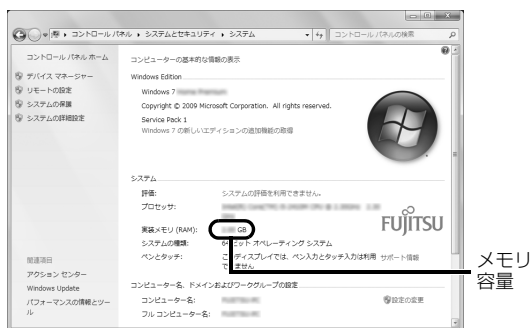 コントロール パネル ▸ システムとセキュリティ ▸ システム
コントロール パネルの検索
コントロール パネル ホーム
デバイス マネージャー
リモートの設定
システムの保護
システムの詳細設定
コンピューターの基本的な情報の表示
Windows Edition
Windows 7
Copyright © 2009 Microsoft Corporation. All rights reserved.
Service Pack 1
Windows 7 の新しいエディションの追加機能の取得
システム
評価: システムの評価を利用できません。
プロセッサ:
実装メモリ (RAM): GB
システムの種類: 64 ビット オペレーティング システム
ペンとタッチ: このディスプレイでは、ペン入力とタッチ入力は利用できません
FUJITSU
サポート情報
メモリ
容量
コンピューター名、ドメインおよびワークグループの設定
コンピューター名:
設定の変更
フル コンピューター名:
関連項目
アクション センター
Windows Update
パフォーマンスの情報とツー
ル